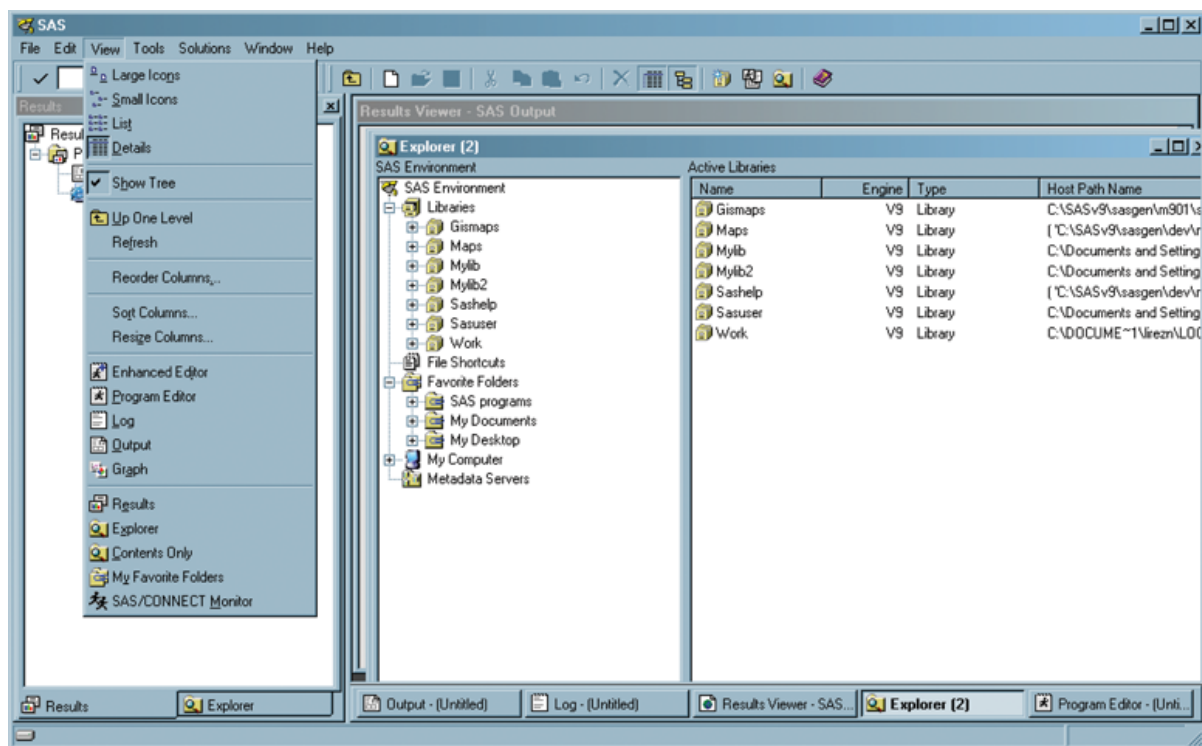 SAS
File Edit View Tools Solutions Window Help
Large Icons
Small Icons
List
Details
Show Tree
Up One Level
Refresh
Reorder Columns...
Sort Columns...
Resize Columns...
Enhanced Editor
Program Editor
Log
Output
Graph
Results
Explorer
Contents Only
My Favorite Folders
SAS/CONNECT Monitor
Results
Resul
P
Results
Explorer
Results Viewer - SAS Output
Explorer (2)
SAS Environment
SAS Environment
Libraries
Gismaps
Maps
Mylib
Mylib2
Sashelp
Sasuser
Work
File Shortcuts
Favorite Folders
SAS programs
My Documents
My Desktop
My Computer
Metadata Servers
Active Libraries
Name Engine Type Host Path Name
Gismaps V9 Library C:\SASv9\sasgen\m901\s
Maps V9 Library ( 'C:\SASv9\sasgen\dev\r
Mylib V9 Library C:\Documents and Setting
Mylib2 V9 Library C:\Documents and Setting
Sashelp V9 Library ( 'C:\SASv9\sasgen\dev\r
Sasuser V9 Library C:\Documents and Setting
Work V9 Library C:\DOCUME~1\lirezn\LOC
Output - (Untitled)
Log - (Untitled)
Results Viewer - SAS...
Explorer (2)
Program Editor - (Unti...